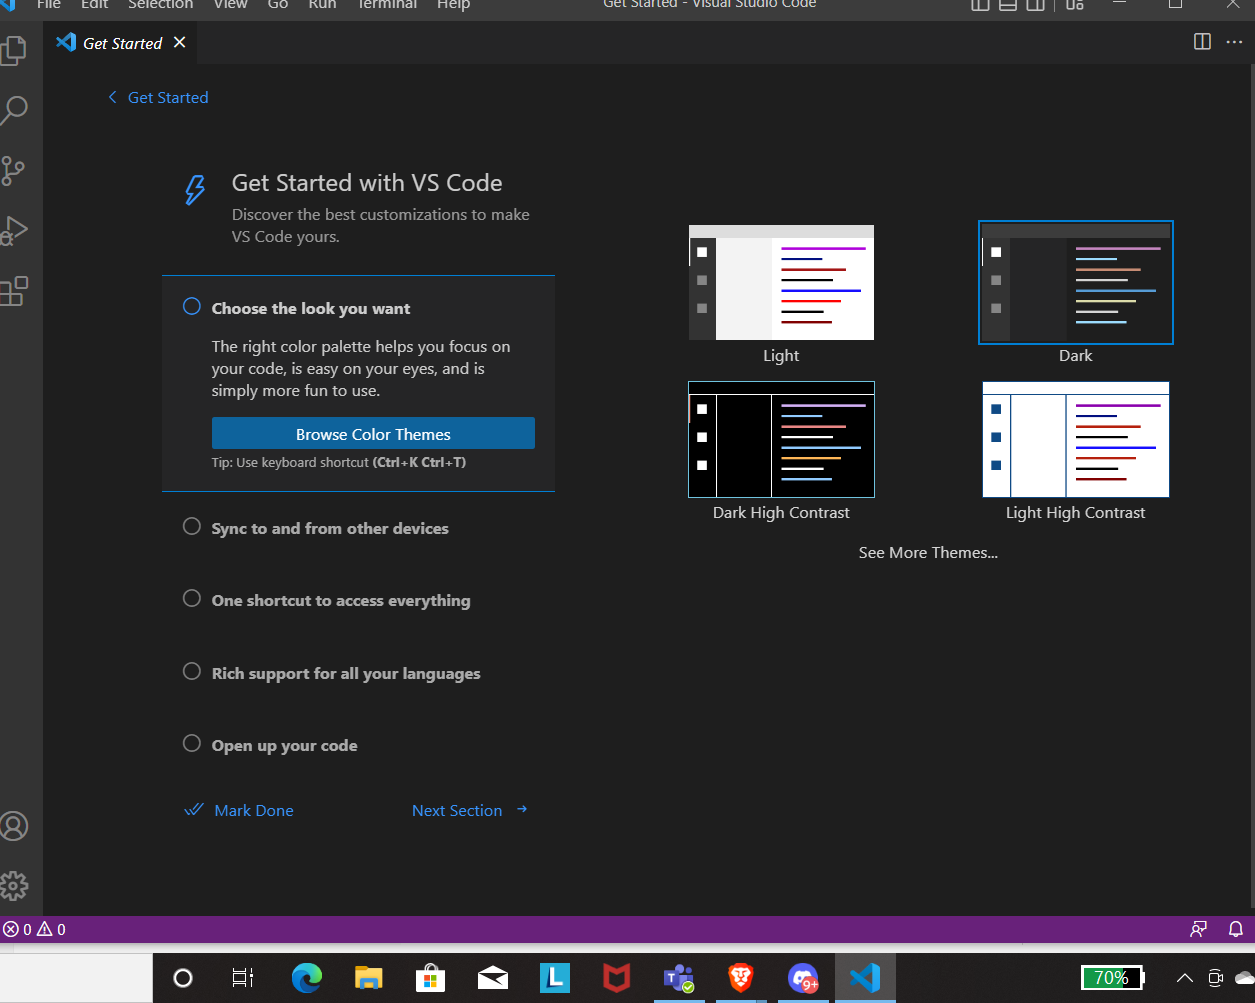 File Edit Selection View Go Run Terminal Help Get Started - Visual Studio Code
Get Started
Get Started
Get Started with VS Code
Discover the best customizations to make
VS Code yours.
Choose the look you want
The right color palette helps you focus on
your code, is easy on your eyes, and is
simply more fun to use.
Browse Color Themes
Tip: Use keyboard shortcut (Ctrl+K Ctrl+T)
Sync to and from other devices
One shortcut to access everything
Rich support for all your languages
Open up your code
Mark Done Next Section
Light Dark
Dark High Contrast Light High Contrast
See More Themes...
0 0
L T 9+ 70%